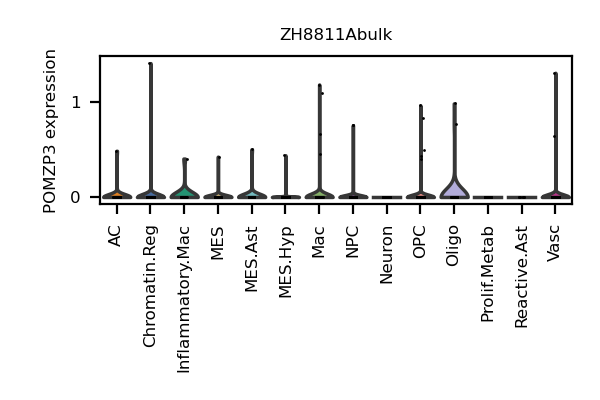 ZH8811Abulk
POMZP3 expression
1
0
AC
Chromatin.Reg
Inflammatory.Mac
MES
MES.Ast
MES.Hyp
Mac
NPC
Neuron
OPC
Oligo
Prolif.Metab
Reactive.Ast
Vasc